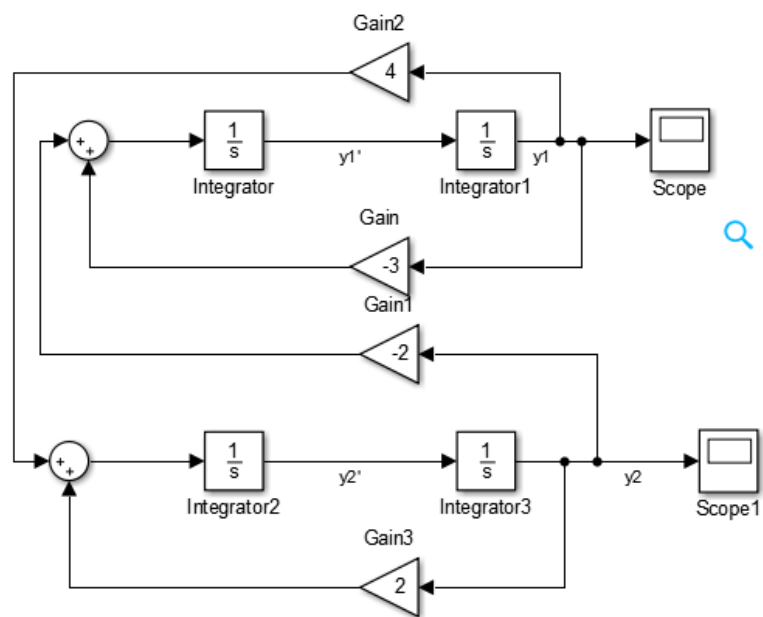 Gain2
4
+
+
1
s
Integrator
y1'
1
s
Integrator1
y1
Scope
Gain
-3
Gain1
-2
+
+
1
s
Integrator2
y2'
1
s
Integrator3
y2
Scope1
Gain3
2